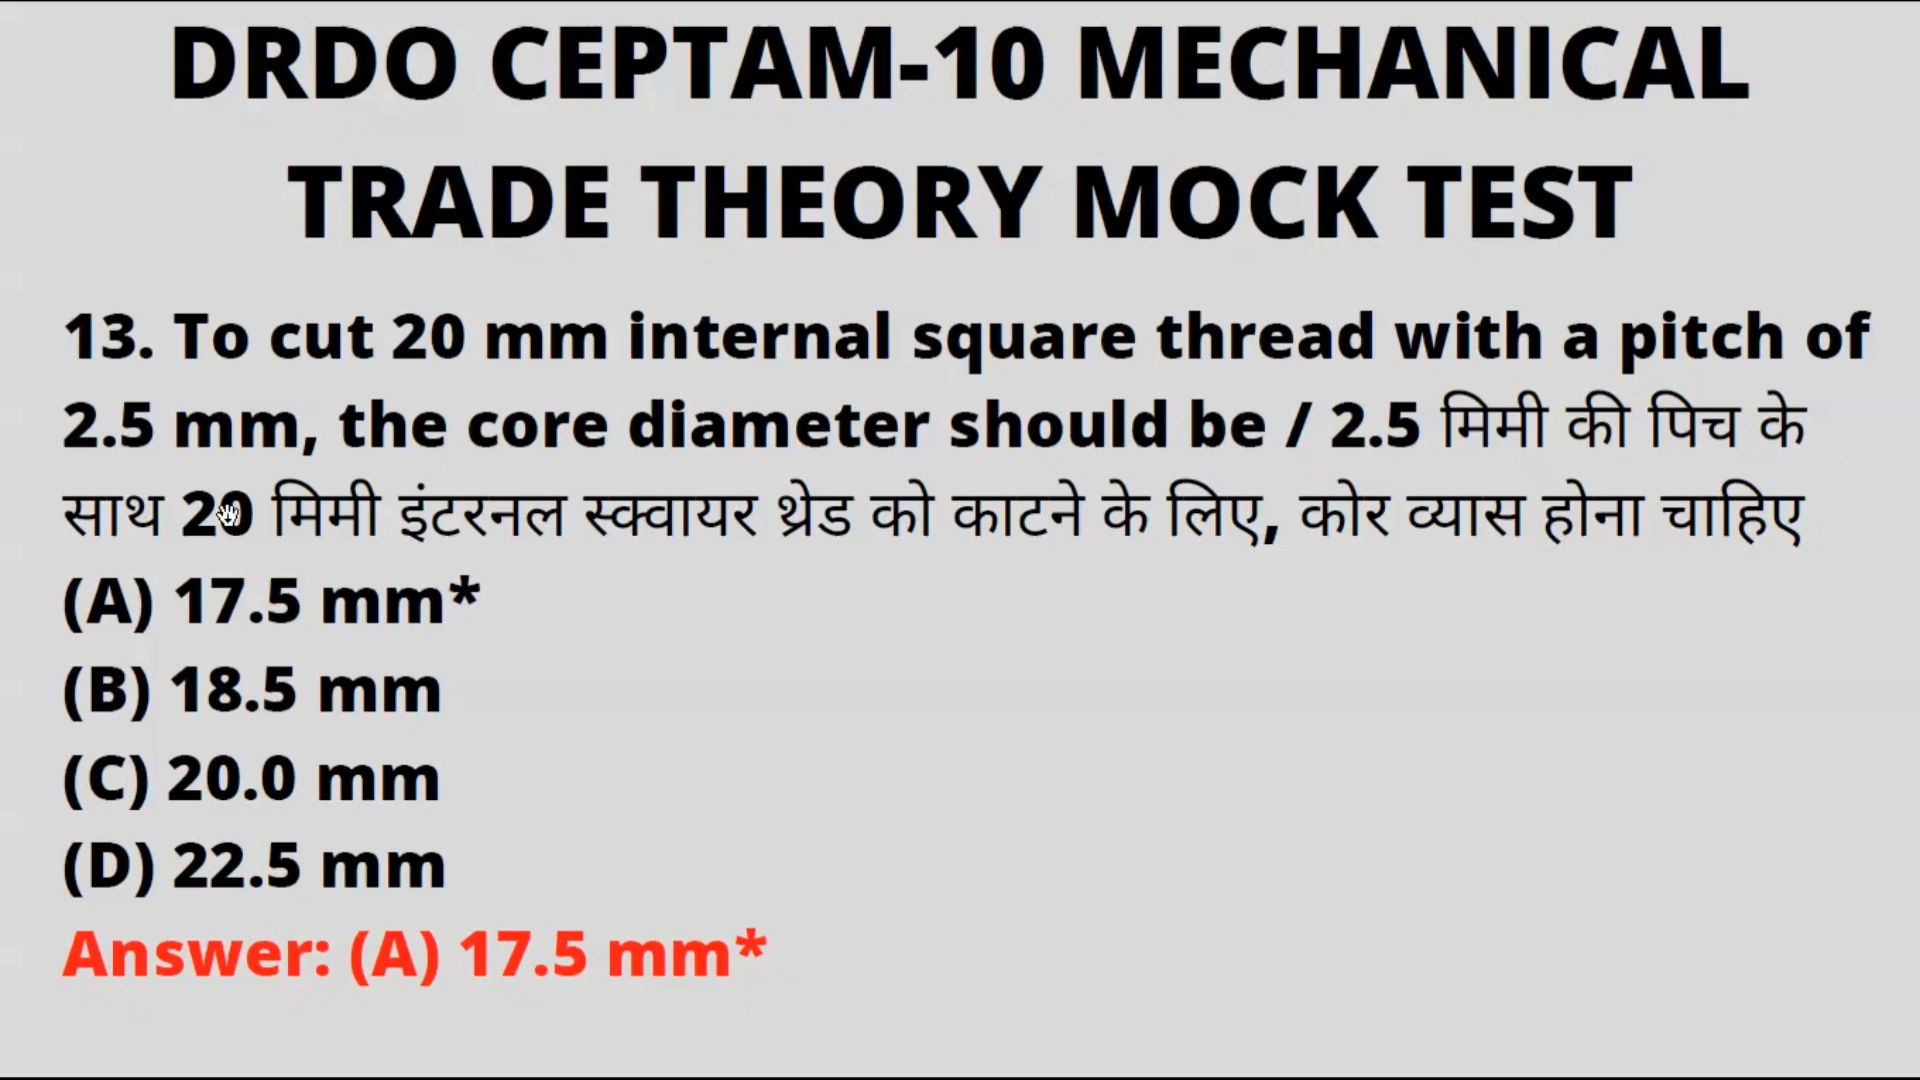 DRDO CEPTAM-10 MECHANICAL
TRADE THEORY MOCK TEST
13. To cut 20 mm internal square thread with a pitch of
2.5 mm, the core diameter should be / 2.5 मिमी की पिच के
साथ 20 मिमी इंटरनल स्क्वायर थ्रेड को काटने के लिए, कोर व्यास होना चाहिए
(A) 17.5 mm*
(B) 18.5 mm
(C) 20.0 mm
(D) 22.5 mm
Answer: (A) 17.5 mm*